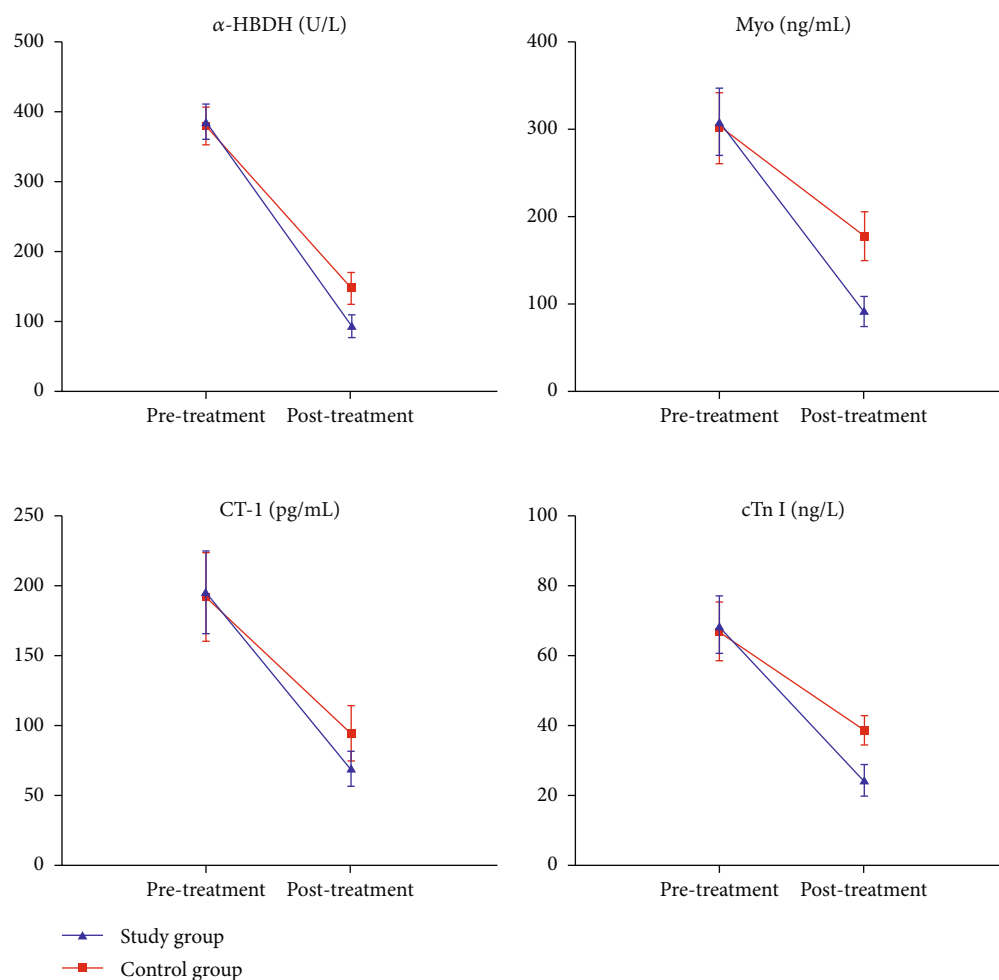 α-HBDH (U/L)
500
400
300
200
100
0
Pre-treatment Post-treatment
Myo (ng/mL)
400
300
200
100
0
Pre-treatment Post-treatment
CT-1 (pg/mL)
250
200
150
100
50
0
Pre-treatment Post-treatment
cTn I (ng/L)
100
80
60
40
20
0
Pre-treatment Post-treatment
Study group
Control group